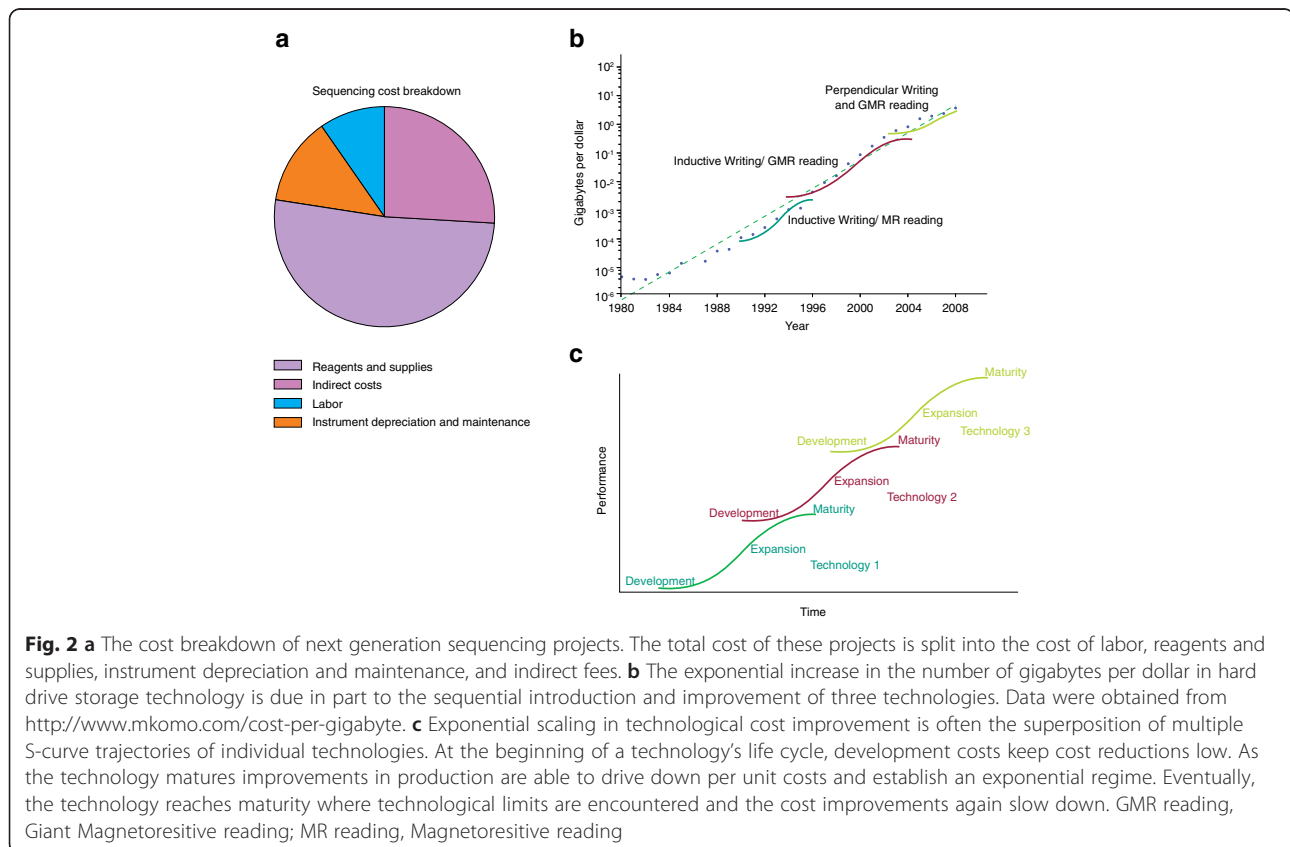 a
Sequencing cost breakdown
Reagents and supplies
Indirect costs
Labor
Instrument depreciation and maintenance
b
Gigabytes per dollar
10²
10¹
10⁰
10⁻¹
10⁻²
10⁻³
10⁻⁴
10⁻⁵
10⁻⁶
Perpendicular Writing
and GMR reading
Inductive Writing/ GMR reading
Inductive Writing/ MR reading
1980 1984 1988 1992 1996 2000 2004 2008
Year
c
Performance
Maturity
Expansion
Technology 3
Development
Maturity
Expansion
Technology 2
Development
Maturity
Expansion
Technology 1
Development
Time
Fig. 2 a The cost breakdown of next generation sequencing projects. The total cost of these projects is split into the cost of labor, reagents and
supplies, instrument depreciation and maintenance, and indirect fees. b The exponential increase in the number of gigabytes per dollar in hard
drive storage technology is due in part to the sequential introduction and improvement of three technologies. Data were obtained from
http://www.mkomo.com/cost-per-gigabyte. c Exponential scaling in technological cost improvement is often the superposition of multiple
S-curve trajectories of individual technologies. At the beginning of a technology's life cycle, development costs keep cost reductions low. As
the technology matures improvements in production are able to drive down per unit costs and establish an exponential regime. Eventually,
the technology reaches maturity where technological limits are encountered and the cost improvements again slow down. GMR reading,
Giant Magnetoresitive reading; MR reading, Magnetoresitive reading